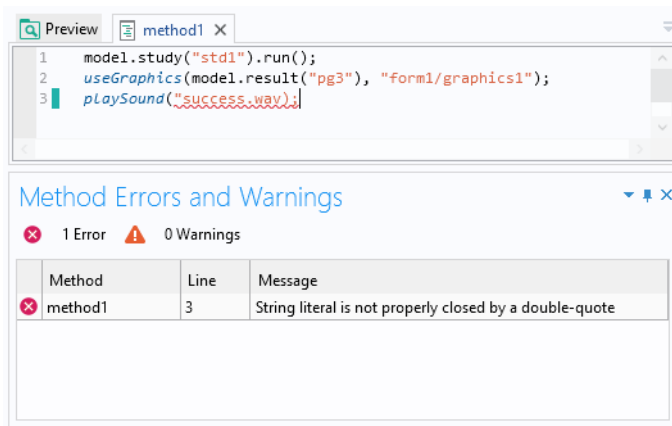 Preview method1
1 model.study("std1").run();
2 useGraphics(model.result("pg3"), "form1/graphics1");
3 playSound("success.wav);
Method Errors and Warnings
1 Error 0 Warnings
Method Line Message
method1 3 String literal is not properly closed by a double-quote